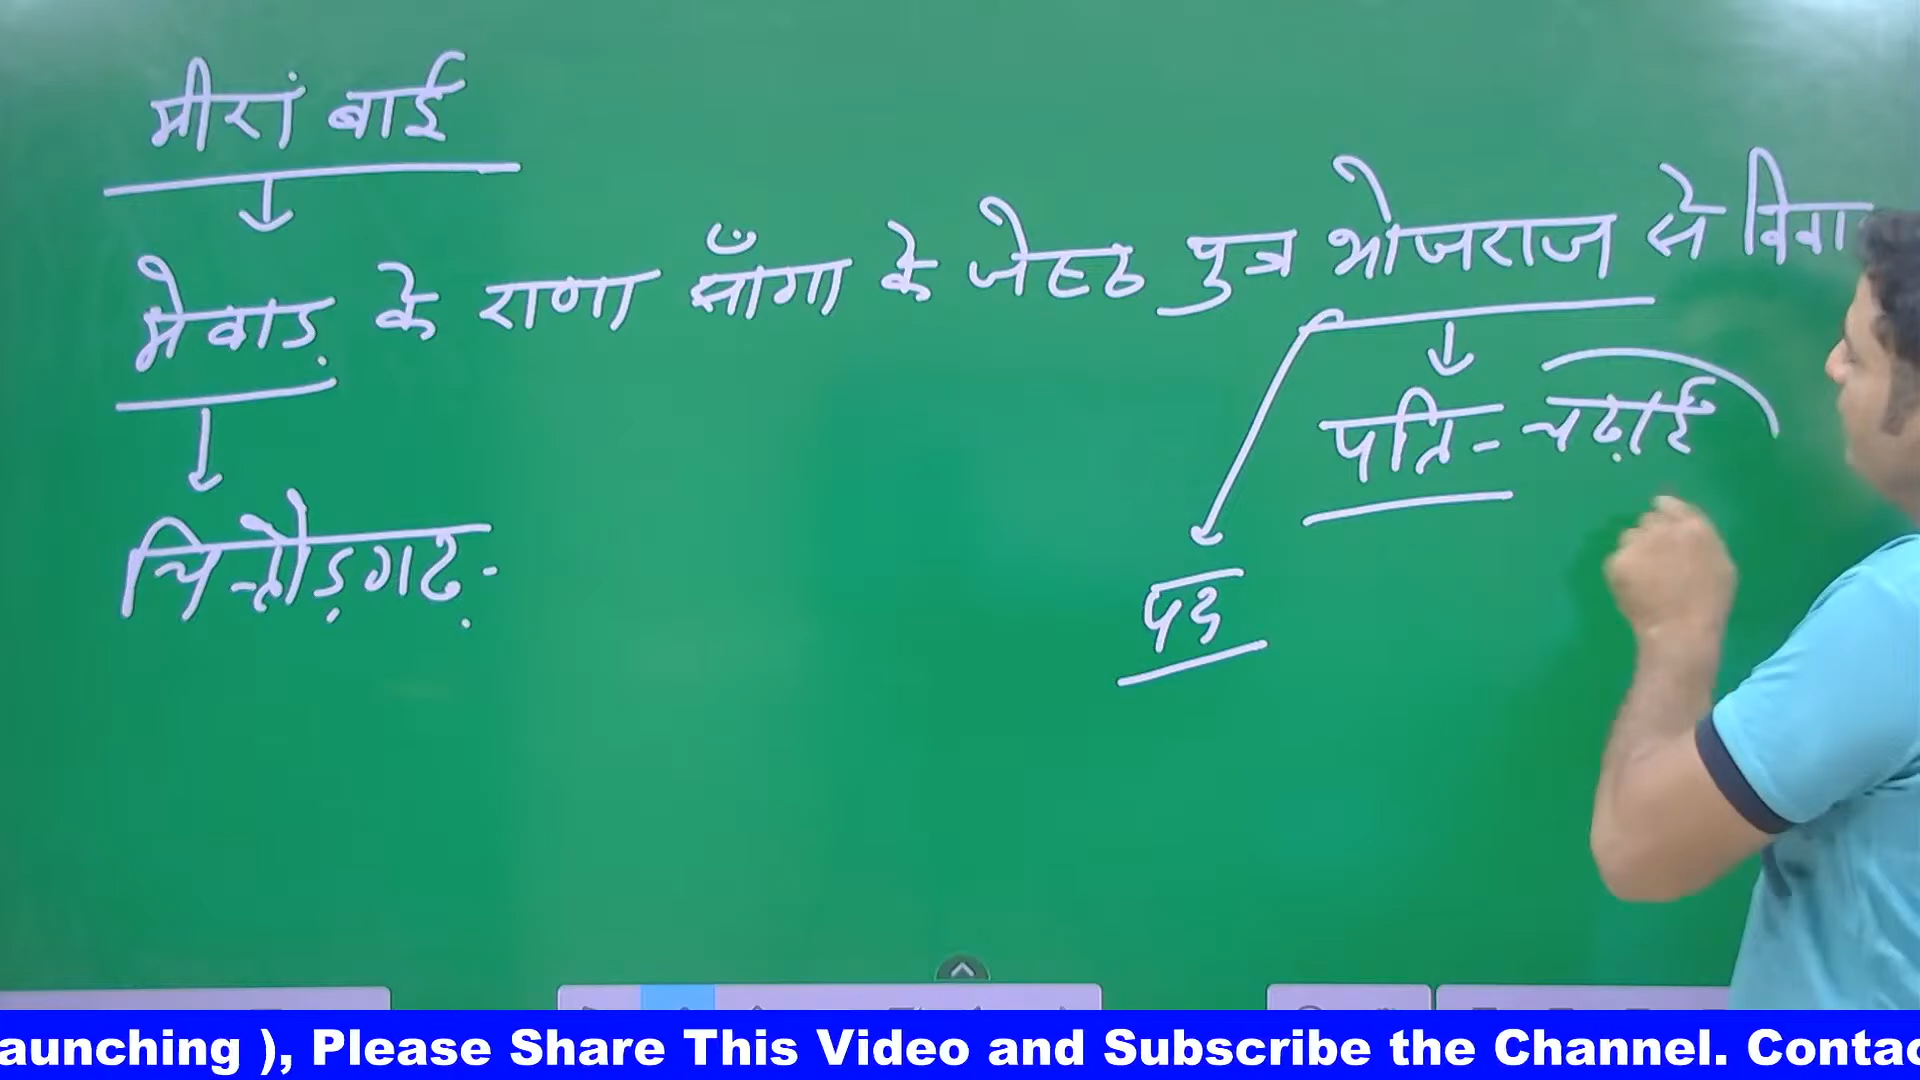 मीरां बाई
मेवाड़ के राणा साँगा के जेष्ठ पुत्र भोजराज से विवा
पति - चढ़ाई
चित्तौड़गढ़ -
पद
aunching ), Please Share This Video and Subscribe the Channel. Contac